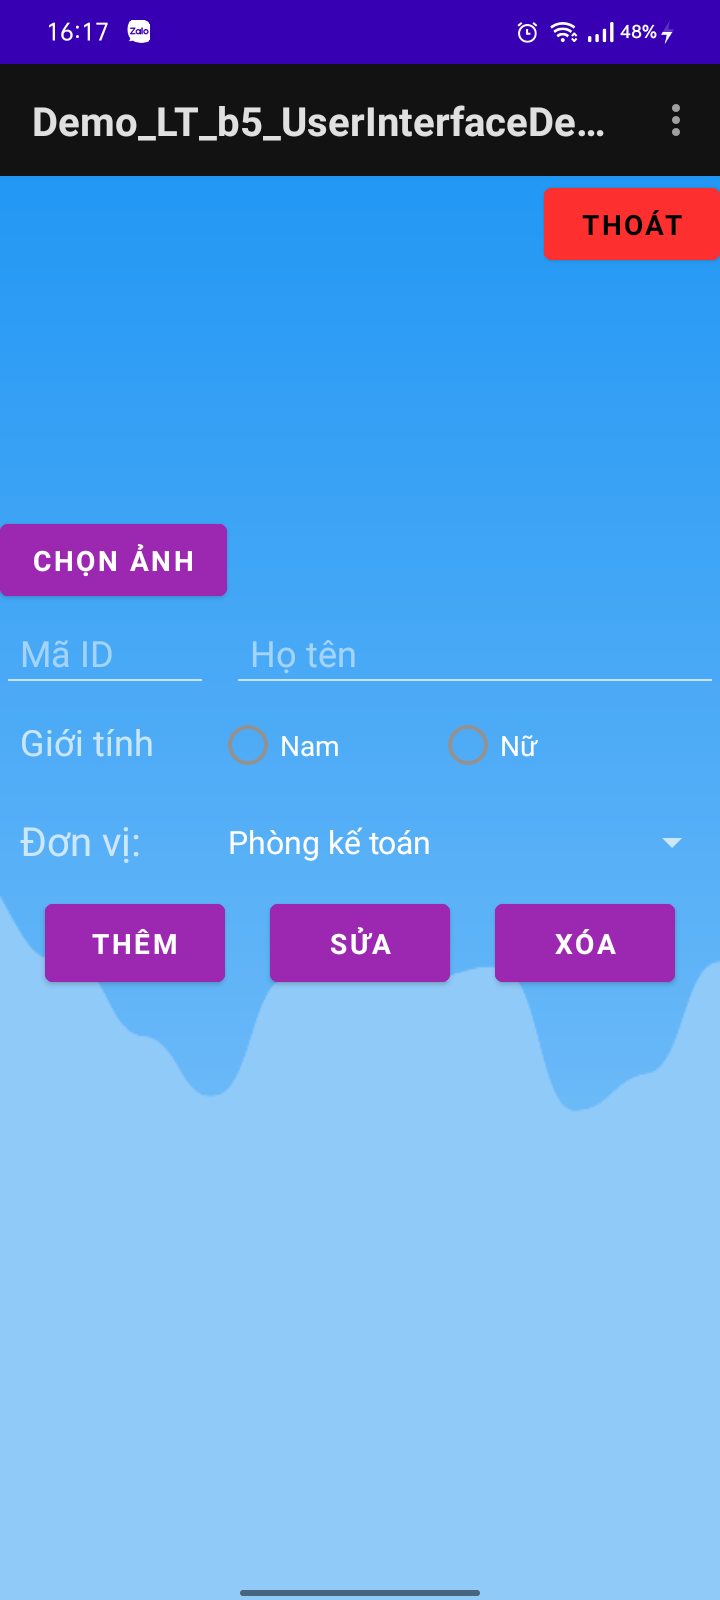 16:17 Zalo 48%
Demo_LT_b5_UserInterfaceDe...
THOÁT
CHỌN ẢNH
Mã ID Họ tên
Giới tính Nam Nữ
Đơn vị: Phòng kế toán
THÊM SỬA XÓA